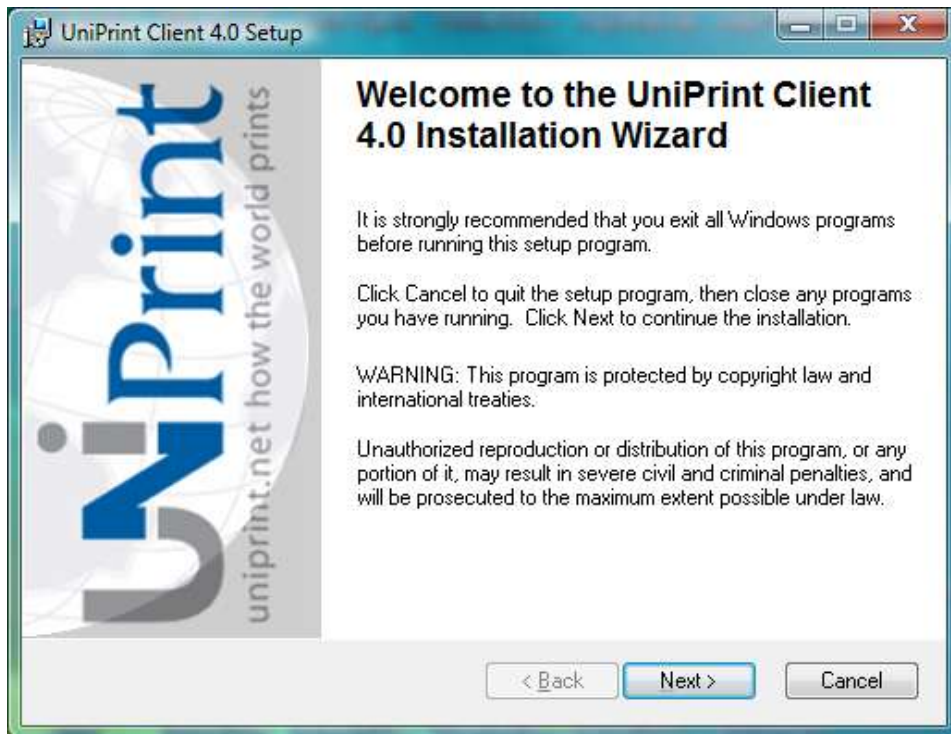 UniPrint Client 4.0 Setup
UniPrint
uniprint.net how the world prints
Welcome to the UniPrint Client
4.0 Installation Wizard
It is strongly recommended that you exit all Windows programs
before running this setup program.
Click Cancel to quit the setup program, then close any programs
you have running.  Click Next to continue the installation.
WARNING: This program is protected by copyright law and
international treaties.
Unauthorized reproduction or distribution of this program, or any
portion of it, may result in severe civil and criminal penalties, and
will be prosecuted to the maximum extent possible under law.
< Back
Next >
Cancel